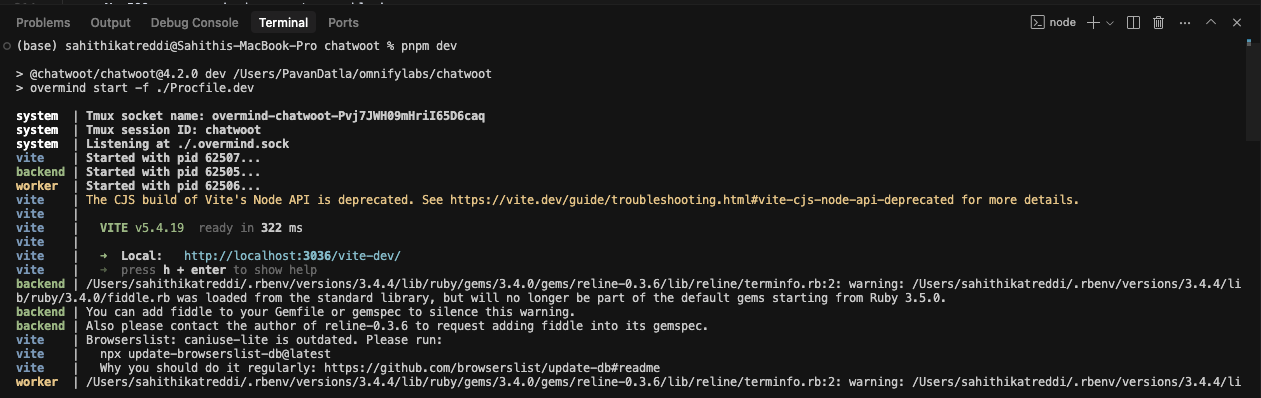 Problems Output Debug Console Terminal Ports node
(base) sahithikatreddi@Sahithis-MacBook-Pro chatwoot % pnpm dev
> @chatwoot/chatwoot@4.2.0 dev /Users/PavanDatla/omnifylabs/chatwoot
> overmind start -f ./Procfile.dev
system | Tmux socket name: overmind-chatwoot-Pvj7JWH09mHriI65D6caq
system | Tmux session ID: chatwoot
system | Listening at ./.overmind.sock
vite | Started with pid 62507...
backend | Started with pid 62505...
worker | Started with pid 62506...
vite | The CJS build of Vite's Node API is deprecated. See https://vite.dev/guide/troubleshooting.html#vite-cjs-node-api-deprecated for more details.
vite |
vite | VITE v5.4.19 ready in 322 ms
vite |
vite | ➜ Local: http://localhost:3036/vite-dev/
vite | ➜ press h + enter to show help
backend | /Users/sahithikatreddi/.rbenv/versions/3.4.4/lib/ruby/gems/3.4.0/gems/reline-0.3.6/lib/reline/terminfo.rb:2: warning: /Users/sahithikatreddi/.rbenv/versions/3.4.4/li
b/ruby/3.4.0/fiddle.rb was loaded from the standard library, but will no longer be part of the default gems starting from Ruby 3.5.0.
backend | You can add fiddle to your Gemfile or gemspec to silence this warning.
backend | Also please contact the author of reline-0.3.6 to request adding fiddle into its gemspec.
vite | Browserslist: caniuse-lite is outdated. Please run:
vite | npx update-browserslist-db@latest
vite | Why you should do it regularly: https://github.com/browserslist/update-db#readme
worker | /Users/sahithikatreddi/.rbenv/versions/3.4.4/lib/ruby/gems/3.4.0/gems/reline-0.3.6/lib/reline/terminfo.rb:2: warning: /Users/sahithikatreddi/.rbenv/versions/3.4.4/li